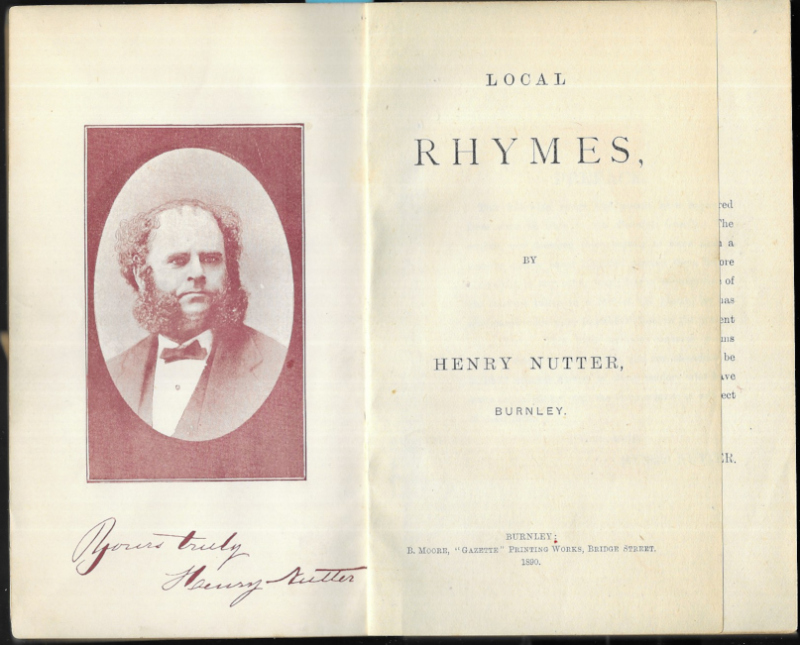 Yours truly
Henry Nutter
LOCAL
RHYMES,
BY
HENRY NUTTER,
BURNLEY.
BURNLEY:
B. MOORE, "GAZETTE" PRINTING WORKS, BRIDGE STREET.
1890.